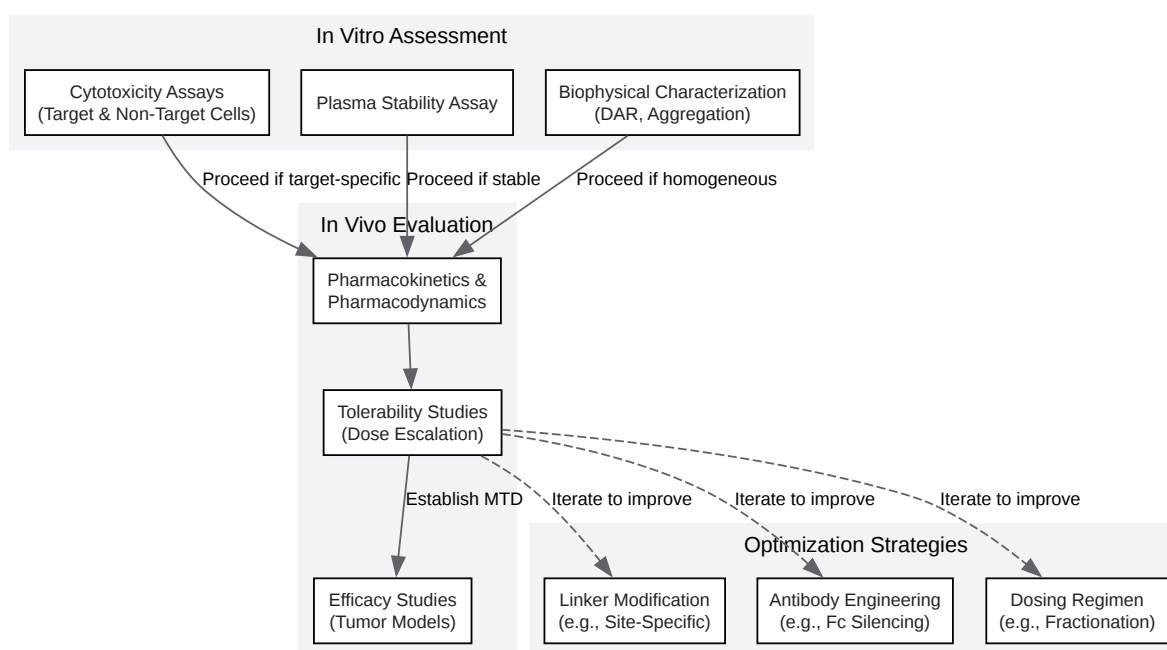 In Vitro Assessment
Cytotoxicity Assays
(Target & Non-Target Cells)
Plasma Stability Assay
Biophysical Characterization
(DAR, Aggregation)
Proceed if target-specific
Proceed if stable
Proceed if homogeneous
In Vivo Evaluation
Pharmacokinetics &
Pharmacodynamics
Tolerability Studies
(Dose Escalation)
Establish MTD
Iterate to improve
Iterate to improve
Iterate to improve
Optimization Strategies
Efficacy Studies
(Tumor Models)
Linker Modification
(e.g., Site-Specific)
Antibody Engineering
(e.g., Fc Silencing)
Dosing Regimen
(e.g., Fractionation)